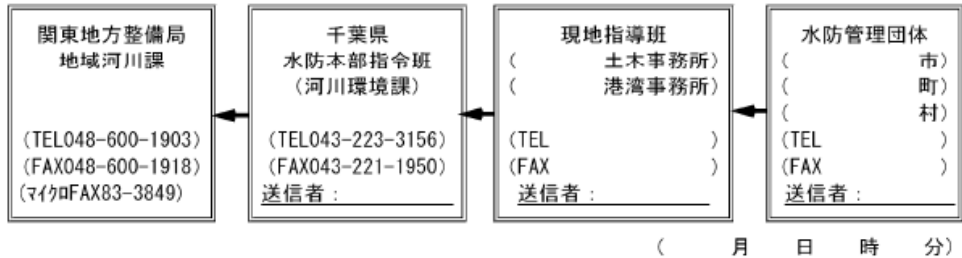 関東地方整備局
地域河川課
(TEL048-600-1903)
(FAX048-600-1918)
(マイクロFAX83-3849)
千葉県
水防本部指令班
(河川環境課)
(TEL043-223-3156)
(FAX043-221-1950)
送信者：
現地指導班
(　　　土木事務所)
(　　　港湾事務所)
(TEL　　　)
(FAX　　　)
送信者：
水防管理団体
(　　　市)
(　　　町)
(　　　村)
(TEL　　　)
(FAX　　　)
送信者：
(　　月　　日　　時　　分)